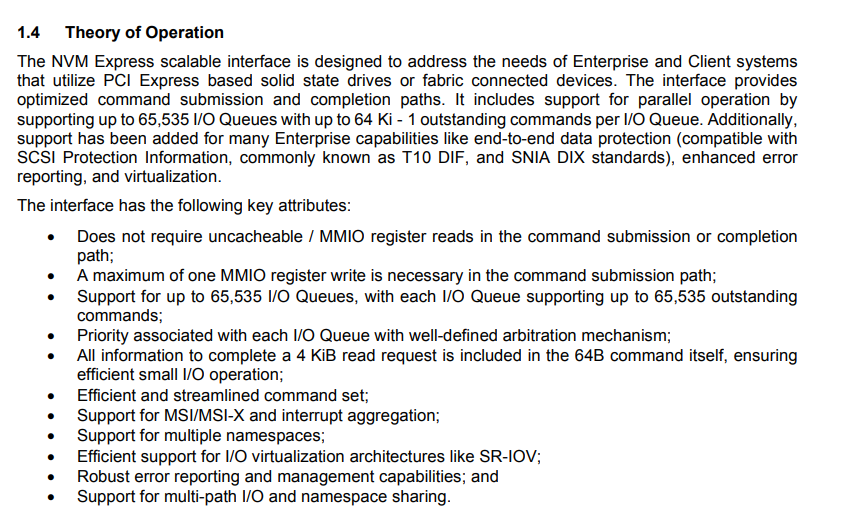 1.4 Theory of Operation
The NVM Express scalable interface is designed to address the needs of Enterprise and Client systems
that utilize PCI Express based solid state drives or fabric connected devices. The interface provides
optimized command submission and completion paths. It includes support for parallel operation by
supporting up to 65,535 I/O Queues with up to 64 Ki - 1 outstanding commands per I/O Queue. Additionally,
support has been added for many Enterprise capabilities like end-to-end data protection (compatible with
SCSI Protection Information, commonly known as T10 DIF, and SNIA DIX standards), enhanced error
reporting, and virtualization.
The interface has the following key attributes:
• Does not require uncacheable / MMIO register reads in the command submission or completion
path;
• A maximum of one MMIO register write is necessary in the command submission path;
• Support for up to 65,535 I/O Queues, with each I/O Queue supporting up to 65,535 outstanding
commands;
• Priority associated with each I/O Queue with well-defined arbitration mechanism;
• All information to complete a 4 KiB read request is included in the 64B command itself, ensuring
efficient small I/O operation;
• Efficient and streamlined command set;
• Support for MSI/MSI-X and interrupt aggregation;
• Support for multiple namespaces;
• Efficient support for I/O virtualization architectures like SR-IOV;
• Robust error reporting and management capabilities; and
• Support for multi-path I/O and namespace sharing.